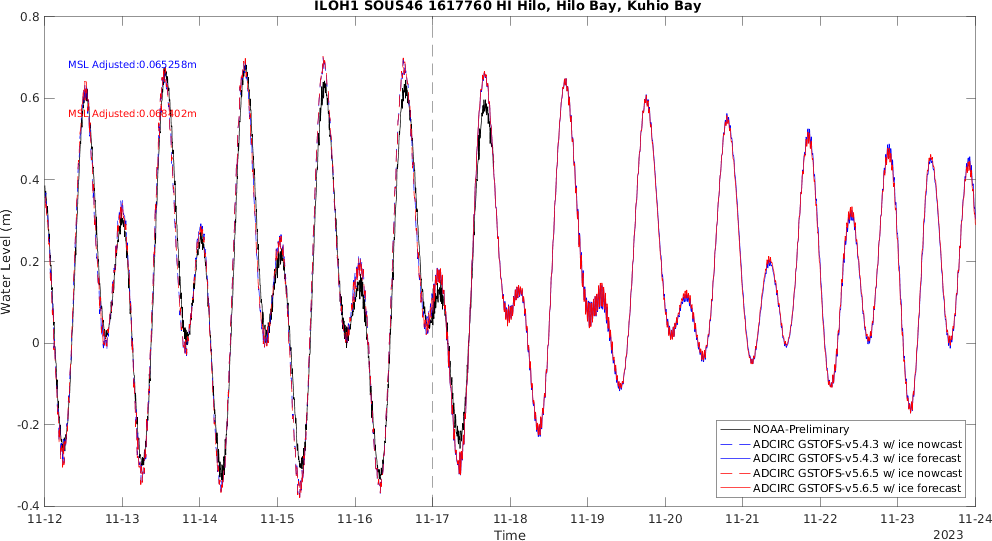 ILOH1 SOUS46 1617760 HI Hilo, Hilo Bay, Kuhio Bay
0.8
0.6
0.4
0.2
0
-0.2
-0.4
Water Level (m)
MSL Adjusted:0.065258m
MSL Adjusted:0.068402m
NOAA-Preliminary
ADCIRC GSTOFS-v5.4.3 w/ ice nowcast
ADCIRC GSTOFS-v5.4.3 w/ ice forecast
ADCIRC GSTOFS-v5.6.5 w/ ice nowcast
ADCIRC GSTOFS-v5.6.5 w/ ice forecast
11-12 11-13 11-14 11-15 11-16 11-17 11-18 11-19 11-20 11-21 11-22 11-23 11-24
Time
2023